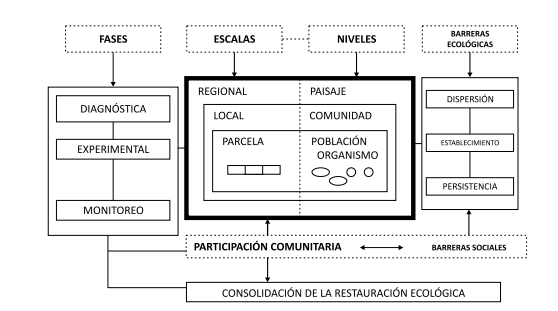 FASES
ESCALAS
NIVELES
BARRERAS
ECOLÓGICAS
DIAGNÓSTICA
EXPERIMENTAL
MONITOREO
REGIONAL
PAISAJE
LOCAL
COMUNIDAD
PARCELA
POBLACIÓN
ORGANISMO
DISPERSIÓN
ESTABLECIMIENTO
PERSISTENCIA
PARTICIPACIÓN COMUNITARIA
BARRERAS SOCIALES
CONSOLIDACIÓN DE LA RESTAURACIÓN ECOLÓGICA